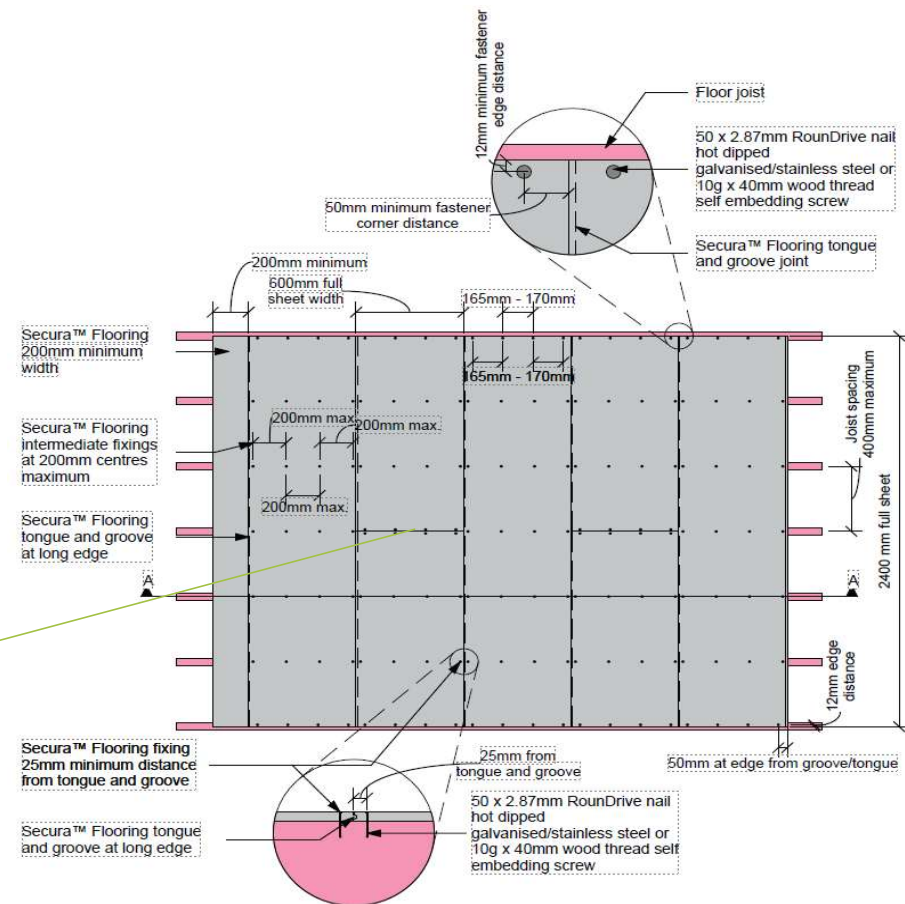 12mm minimum fastener
edge distance
Floor joist
50 x 2.87mm RounDrive nail
hot dipped
galvanised/stainless steel or
10g x 40mm wood thread
self embedding screw
50mm minimum fastener
corner distance
Secura™ Flooring tongue
and groove joint
200mm minimum
600mm full
sheet width
165mm - 170mm
165mm - 170mm
Secura™ Flooring
200mm minimum
width
200mm max.
200mm max.
200mm max.
Secura™ Flooring
intermediate fixings
at 200mm centres
maximum
Joist spacing
400mm maximum
2400 mm full sheet
Secura™ Flooring
tongue and groove
at long edge
A
A
12mm edge
distance
Secura™ Flooring fixing
25mm minimum distance
from tongue and groove
25mm from
tongue and groove
50mm at edge from groove/tongue
Secura™ Flooring tongue
and groove at long edge
50 x 2.87mm RounDrive nail
hot dipped
galvanised/stainless steel or
10g x 40mm wood thread self
embedding screw